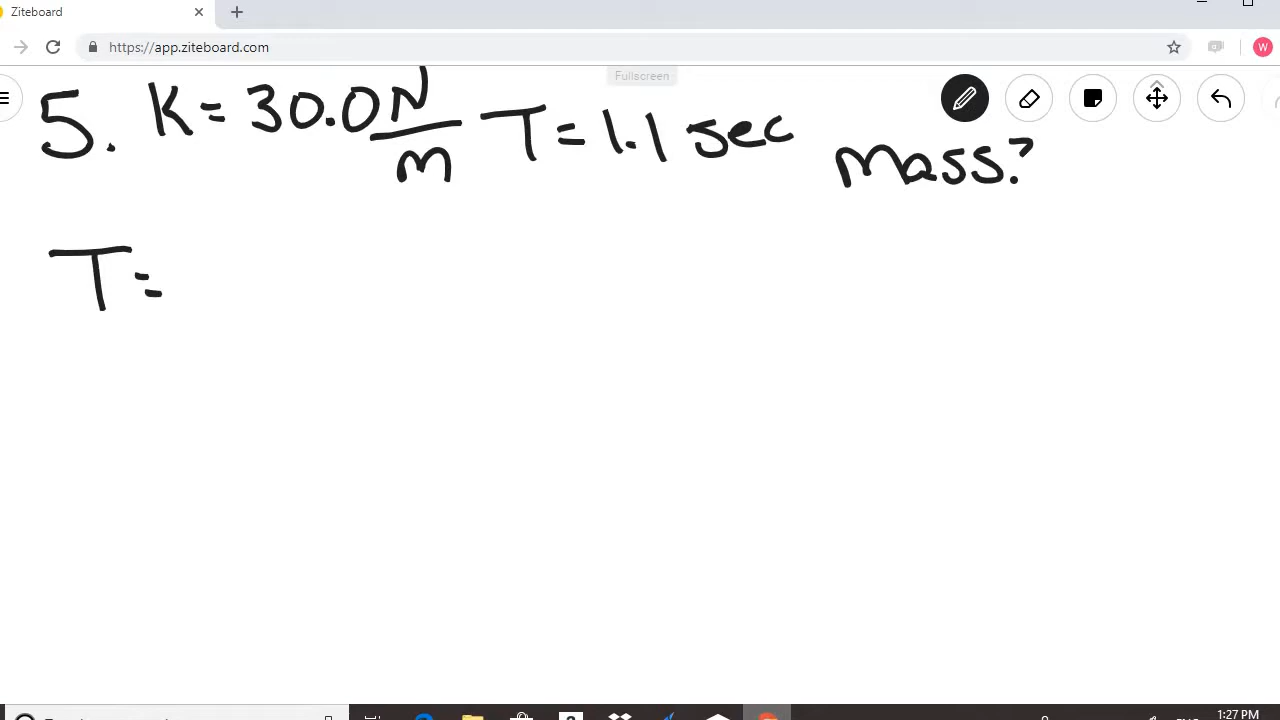 Ziteboard
https://app.ziteboard.com
W
Fullscreen
5. K = 30.0 N/m T = 1.1 sec mass?
T =
1:27 PM